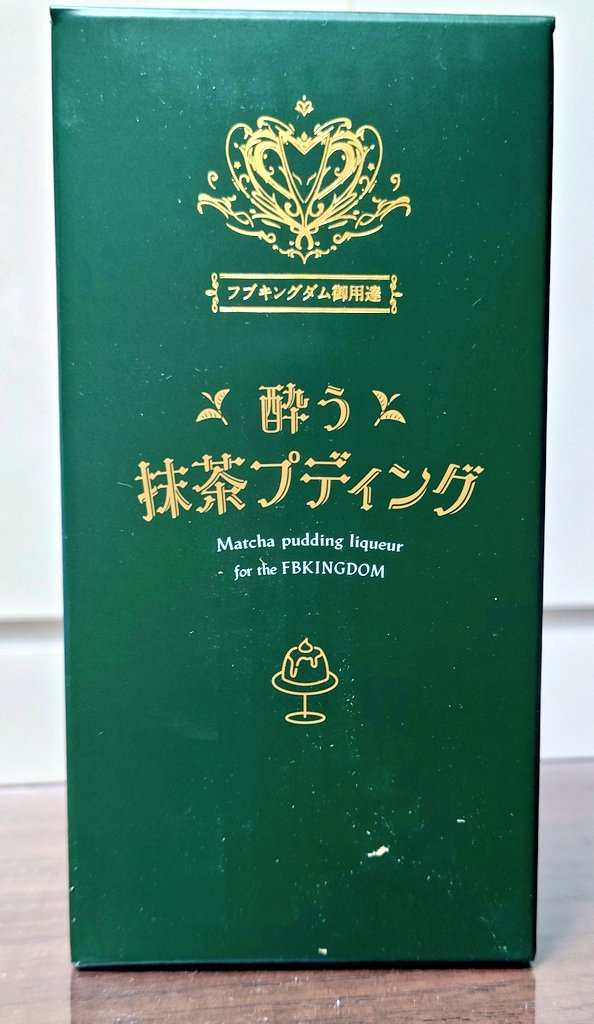 フブキングダム御用達
酔う
抹茶プディング
Matcha pudding liqueur
for the FBKINGDOM